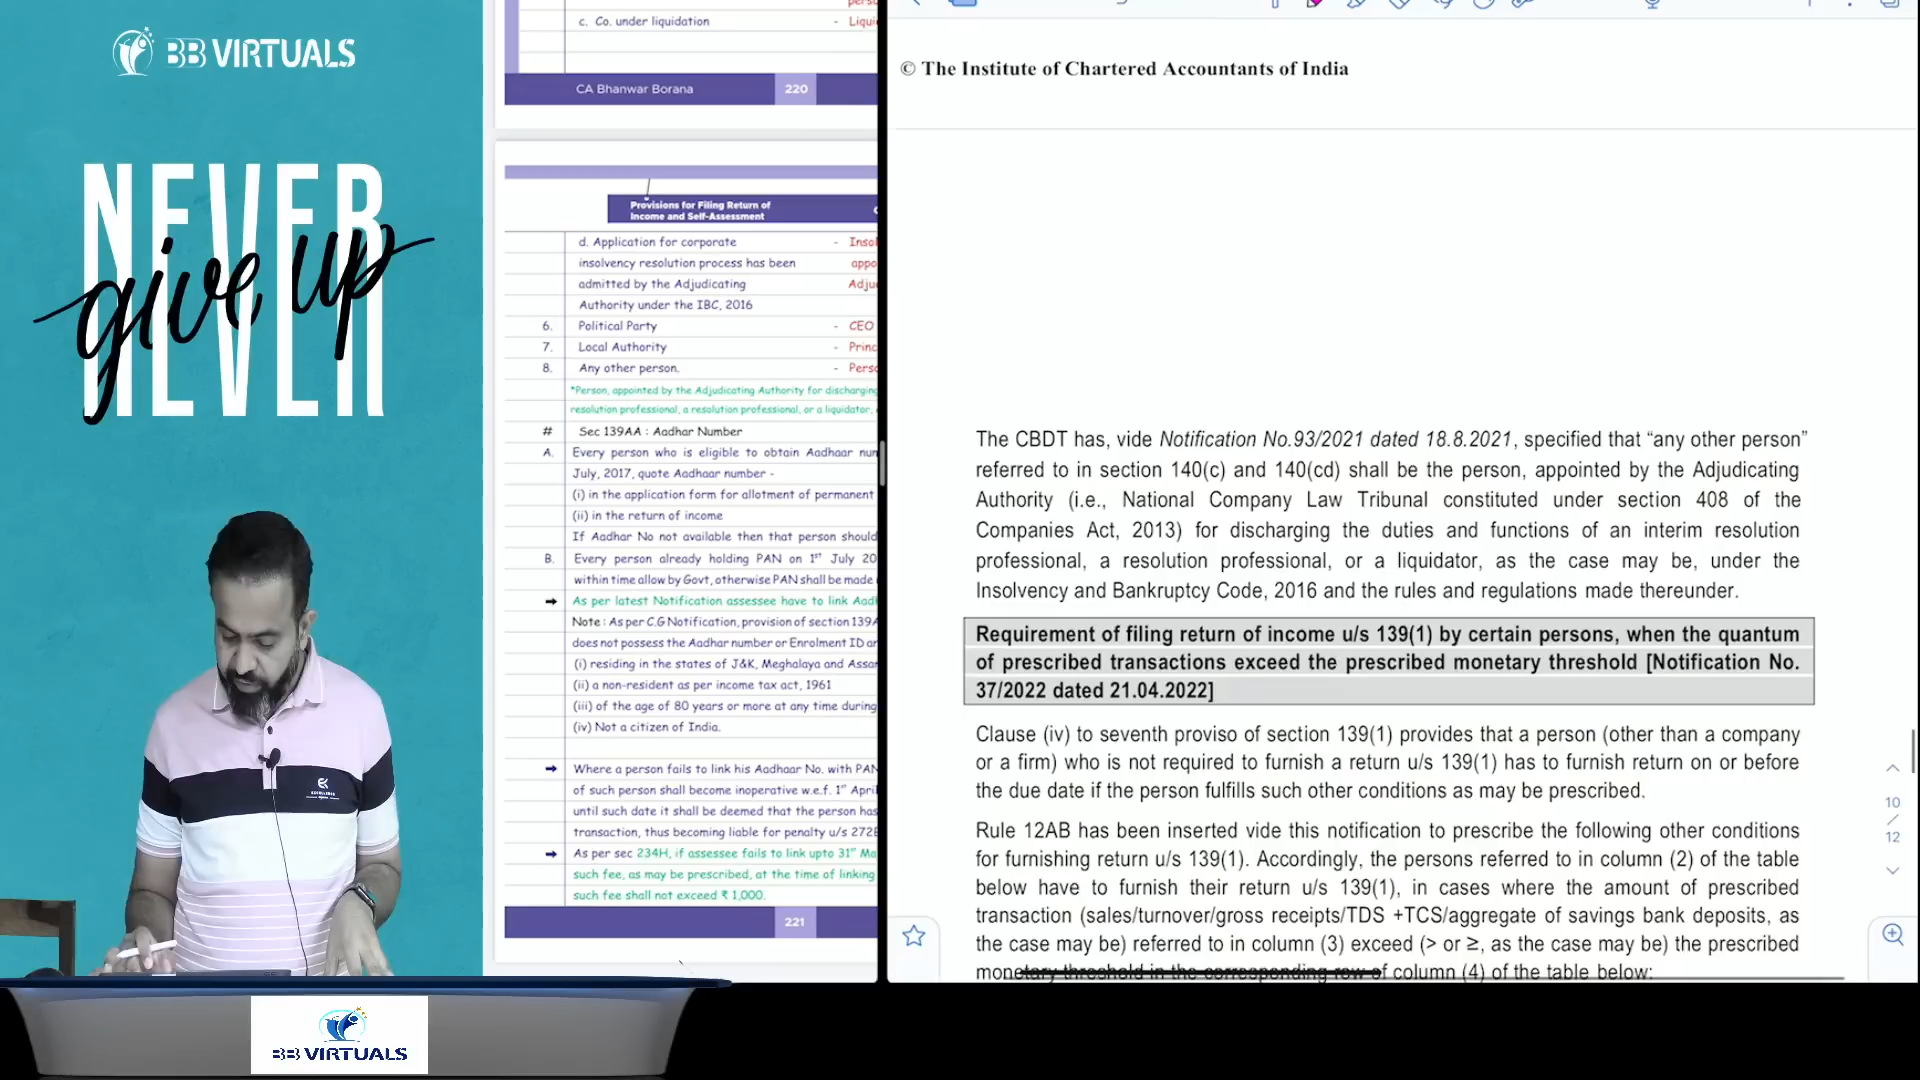 BB VIRTUALS
NEVER
give up
NEVER
BB VIRTUALS
c. Co. under liquidation -
CA Bhanwar Borana 220
Provisions for Filing Return of
Income and Self-Assessment
d. Application for corporate -
insolvency resolution process has been
admitted by the Adjudicating
Authority under the IBC, 2016
6. Political Party - CEO
7. Local Authority -
8. Any other person. -
*Person, appointed by the Adjudicating Authority for discharging
resolution professional, a resolution professional, or a liquidator,
# Sec 139AA : Aadhar Number
A. Every person who is eligible to obtain Aadhaar
July, 2017, quote Aadhaar number -
(i) in the application form for allotment of permanent
(ii) in the return of income
If Aadhar No not available then that person should
B. Every person already holding PAN on 1st July
within time allow by Govt, otherwise PAN shall be made
➞ As per latest Notification assessee have to link
Note : As per C.G Notification, provision of section
does not possess the Aadhar number or Enrolment ID
(i) residing in the states of J&K, Meghalaya and
(ii) a non-resident as per income tax act, 1961
(iii) of the age of 80 years or more at any time during
(iv) Not a citizen of India.
➞ Where a person fails to link his Aadhaar No. with PAN
of such person shall become inoperative w.e.f. 1st
until such date it shall be deemed that the person has
transaction, thus becoming liable for penalty u/s
➞ As per sec 234H, if assessee fails to link upto 31st
such fee, as may be prescribed, at the time of linking
such fee shall not exceed ₹ 1,000.
221
© The Institute of Chartered Accountants of India
The CBDT has, vide Notification No.93/2021 dated 18.8.2021, specified that “any other person”
referred to in section 140(c) and 140(cd) shall be the person, appointed by the Adjudicating
Authority (i.e., National Company Law Tribunal constituted under section 408 of the
Companies Act, 2013) for discharging the duties and functions of an interim resolution
professional, a resolution professional, or a liquidator, as the case may be, under the
Insolvency and Bankruptcy Code, 2016 and the rules and regulations made thereunder.
Requirement of filing return of income u/s 139(1) by certain persons, when the quantum
of prescribed transactions exceed the prescribed monetary threshold [Notification No.
37/2022 dated 21.04.2022]
Clause (iv) to seventh proviso of section 139(1) provides that a person (other than a company
or a firm) who is not required to furnish a return u/s 139(1) has to furnish return on or before
the due date if the person fulfills such other conditions as may be prescribed.
Rule 12AB has been inserted vide this notification to prescribe the following other conditions
for furnishing return u/s 139(1). Accordingly, the persons referred to in column (2) of the table
below have to furnish their return u/s 139(1), in cases where the amount of prescribed
transaction (sales/turnover/gross receipts/TDS +TCS/aggregate of savings bank deposits, as
the case may be) referred to in column (3) exceed (> or ≥, as the case may be) the prescribed
monetary threshold in the corresponding row of column (4) of the table below:
10
/
12